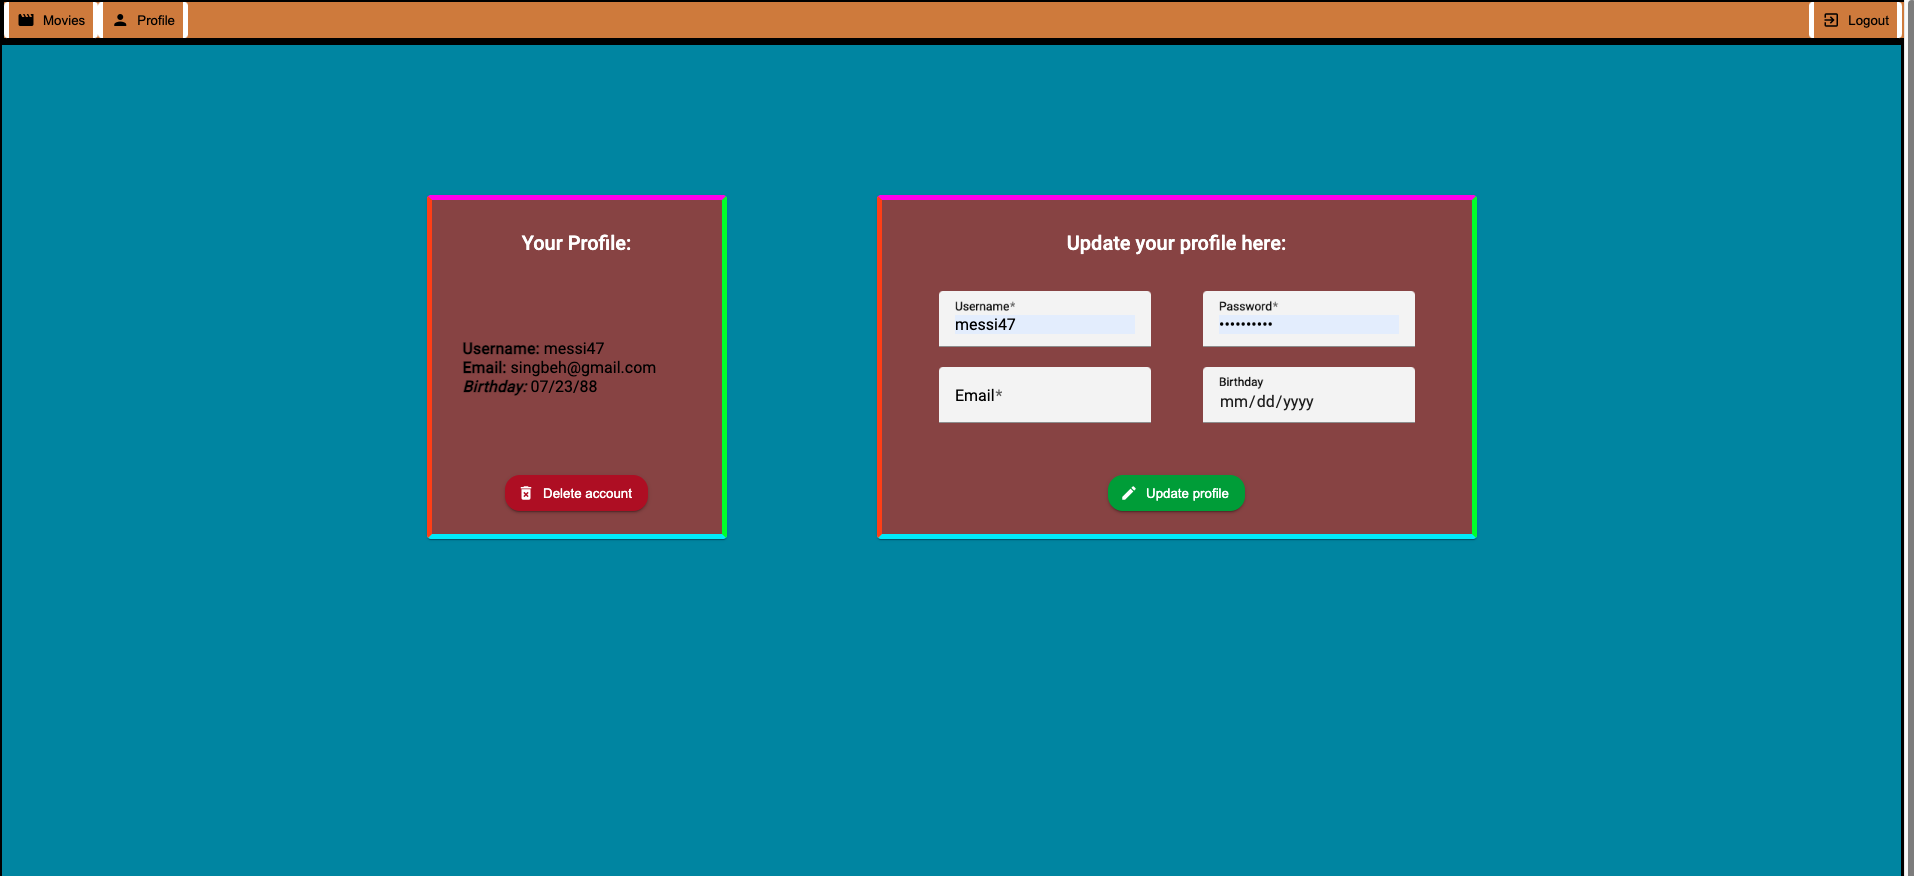 Movies
Profile
Logout
Your Profile:
Username: messi47
Email: singbeh@gmail.com
Birthday: 07/23/88
Delete account
Update your profile here:
Username*
messi47
Password*
••••••••••
Email*
Birthday
mm/dd/yyyy
Update profile